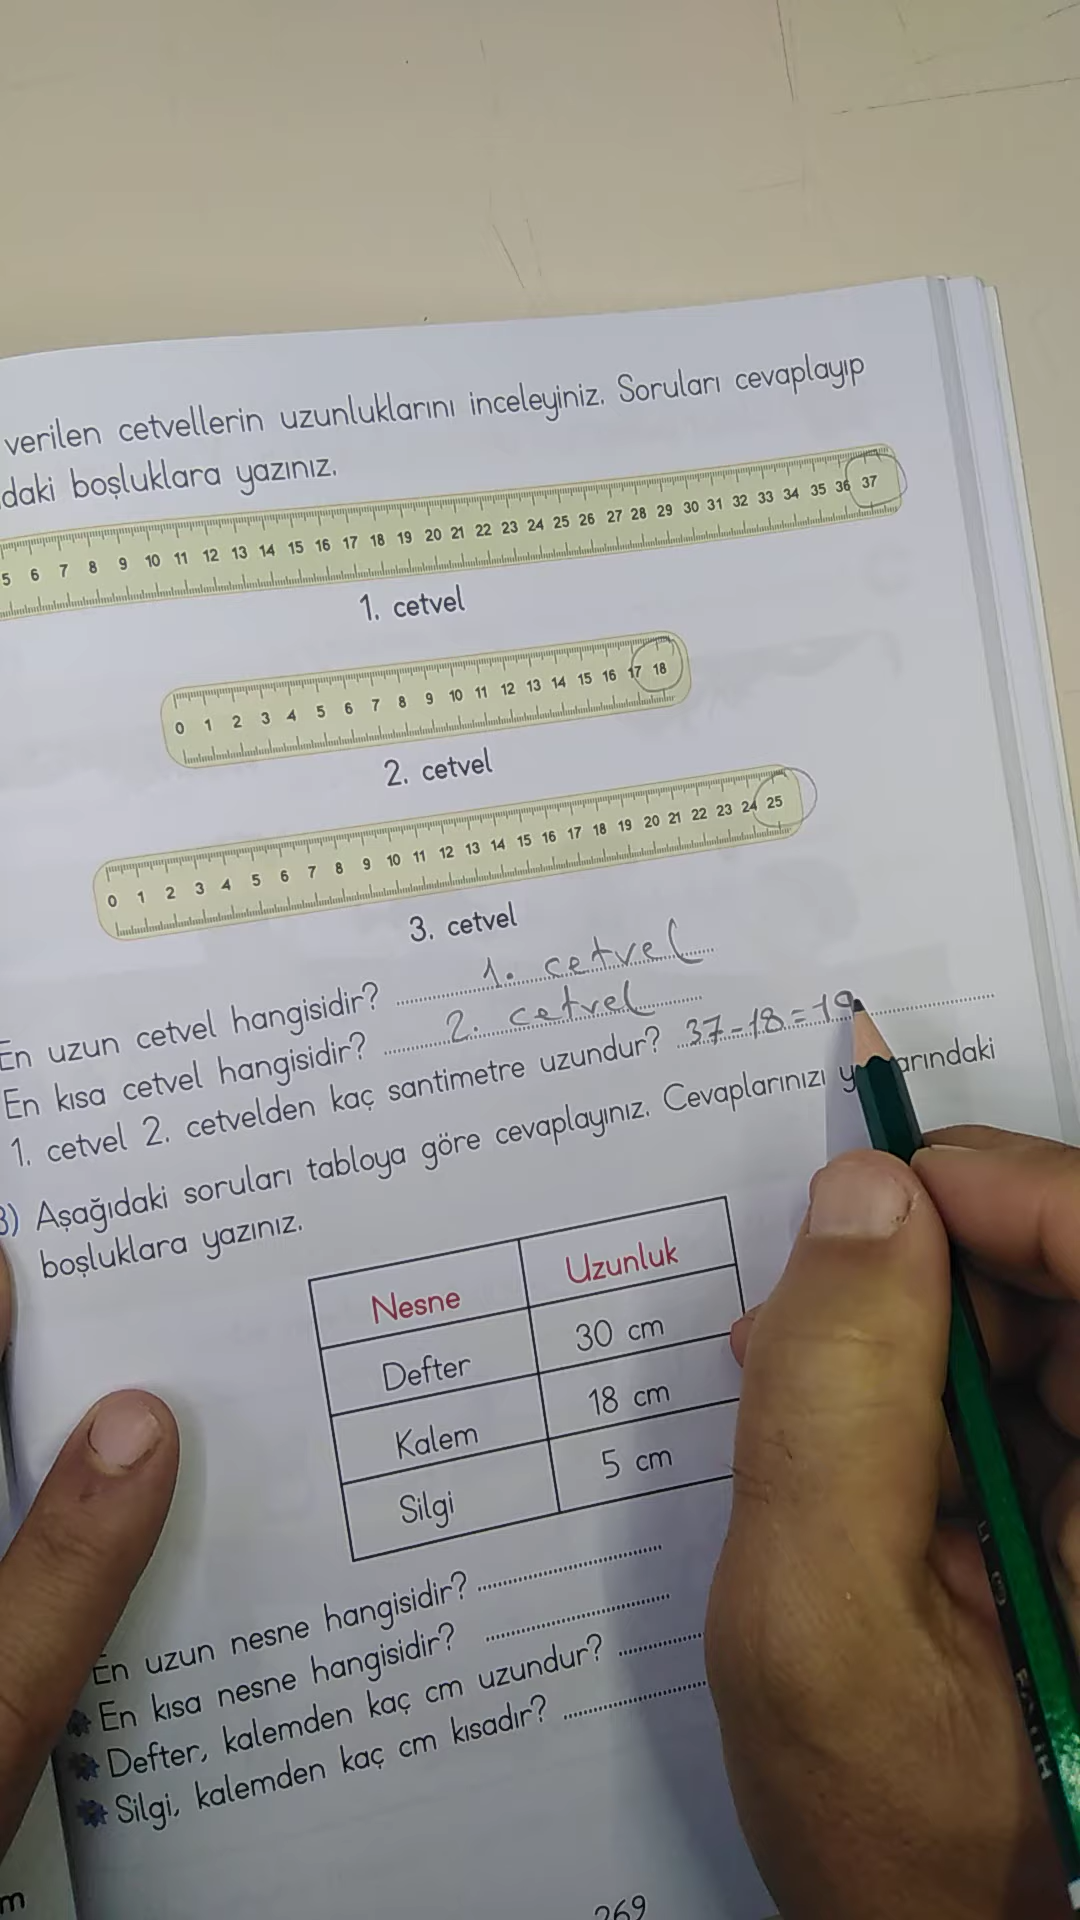 verilen cetvellerin uzunluklarını inceleyiniz. Soruları cevaplayıp
daki boşluklara yazınız.
5 6 7 8 9 10 11 12 13 14 15 16 17 18 19 20 21 22 23 24 25 26 27 28 29 30 31 32 33 34 35 36 37
1. cetvel
0 1 2 3 4 5 6 7 8 9 10 11 12 13 14 15 16 17 18
2. cetvel
0 1 2 3 4 5 6 7 8 9 10 11 12 13 14 15 16 17 18 19 20 21 22 23 24 25
3. cetvel
En uzun cetvel hangisidir? 1. cetvel
En kısa cetvel hangisidir? 2. cetvel
1. cetvel 2. cetvelden kaç santimetre uzundur? 37-18=19
3) Aşağıdaki soruları tabloya göre cevaplayınız. Cevaplarınızı y arındaki
boşluklara yazınız.
Nesne Uzunluk
Defter 30 cm
Kalem 18 cm
Silgi 5 cm
En uzun nesne hangisidir?
En kısa nesne hangisidir?
Defter, kalemden kaç cm uzundur?
Silgi, kalemden kaç cm kısadır?
m
269